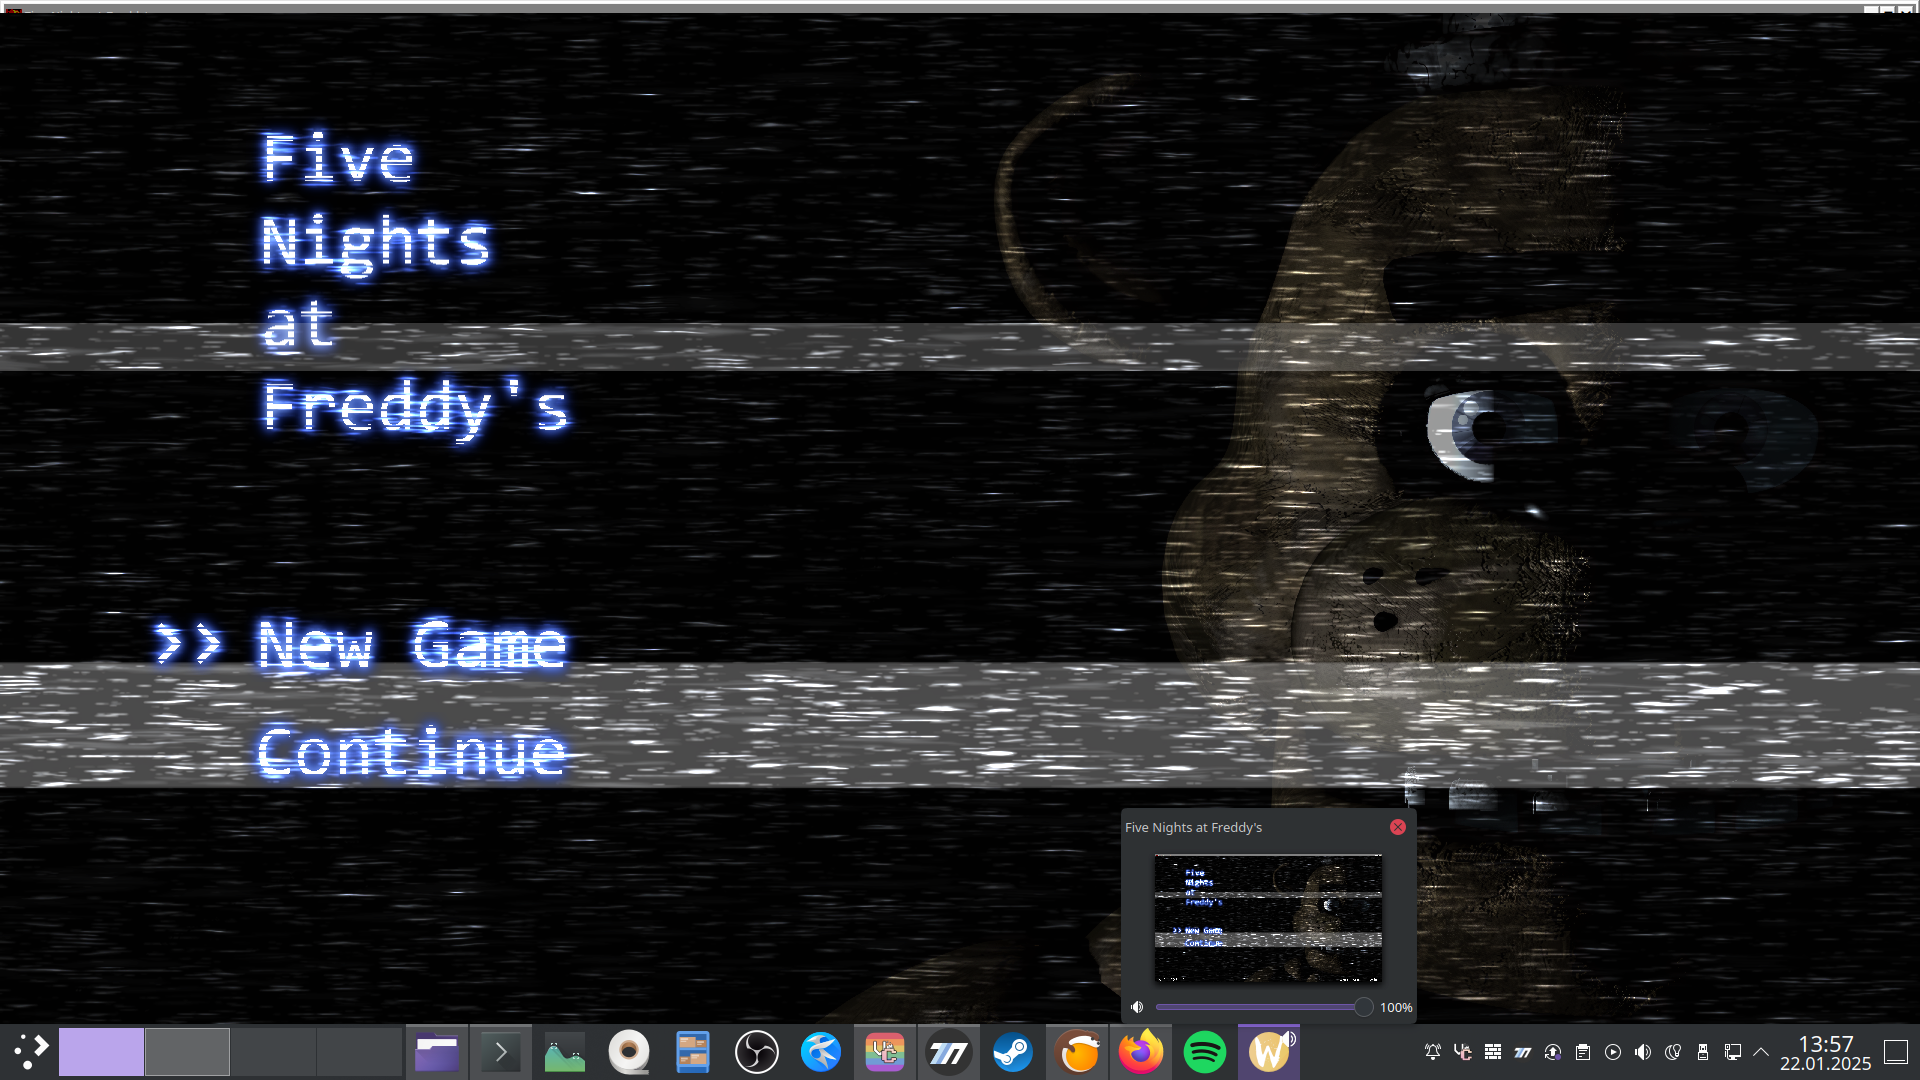 Five
Nights
at
Freddy's
>> New Game
Continue
Five Nights at Freddy's
Five
Nights
at
Freddy's
>> New Game
Continue
100%
13:57
22.01.2025